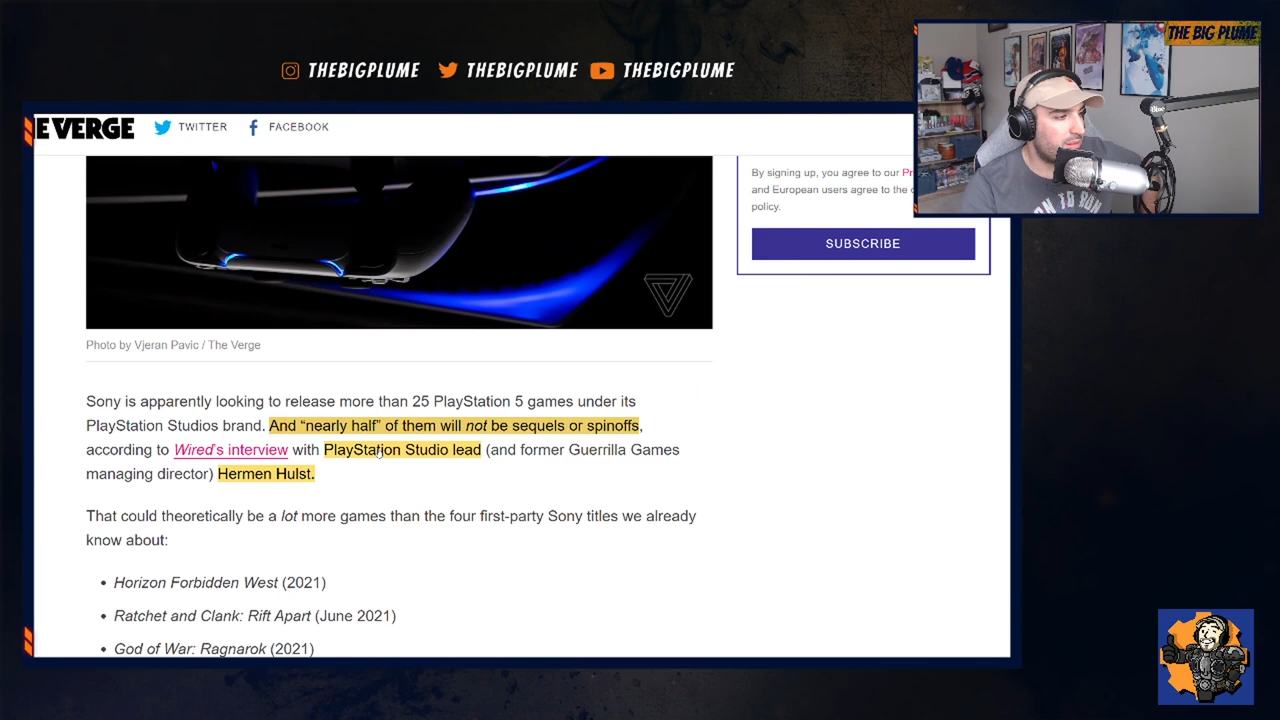 THE BIG PLUME
THEBIGPLUME THEBIGPLUME THEBIGPLUME
E VERGE TWITTER FACEBOOK
By signing up, you agree to our Pr
and European users agree to the
policy.
SUBSCRIBE
Photo by Vjeran Pavic / The Verge
Sony is apparently looking to release more than 25 PlayStation 5 games under its
PlayStation Studios brand. And “nearly half” of them will not be sequels or spinoffs,
according to Wired’s interview with PlayStation Studio lead (and former Guerrilla Games
managing director) Hermen Hulst.
That could theoretically be a lot more games than the four first-party Sony titles we already
know about:
• Horizon Forbidden West (2021)
• Ratchet and Clank: Rift Apart (June 2021)
• God of War: Ragnarok (2021)